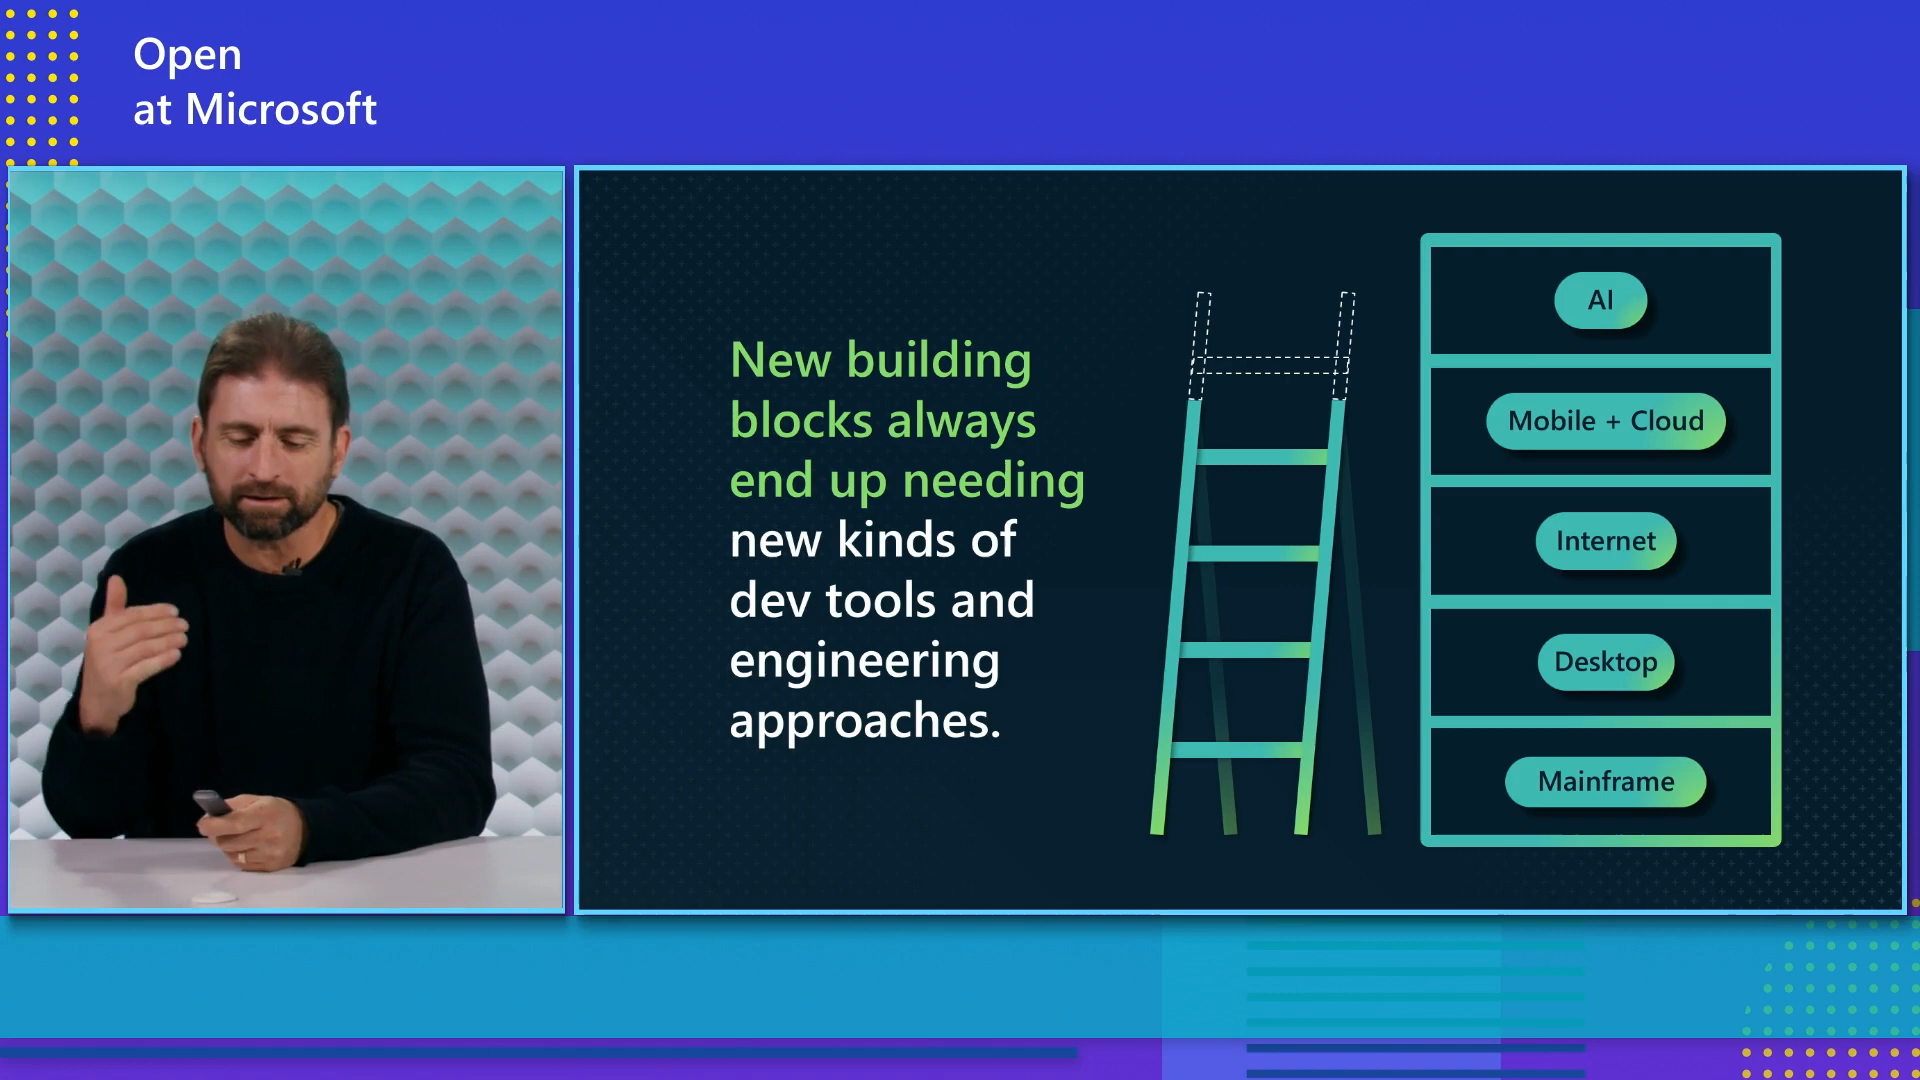 Open
at Microsoft
New building
blocks always
end up needing
new kinds of
dev tools and
engineering
approaches.
AI
Mobile + Cloud
Internet
Desktop
Mainframe